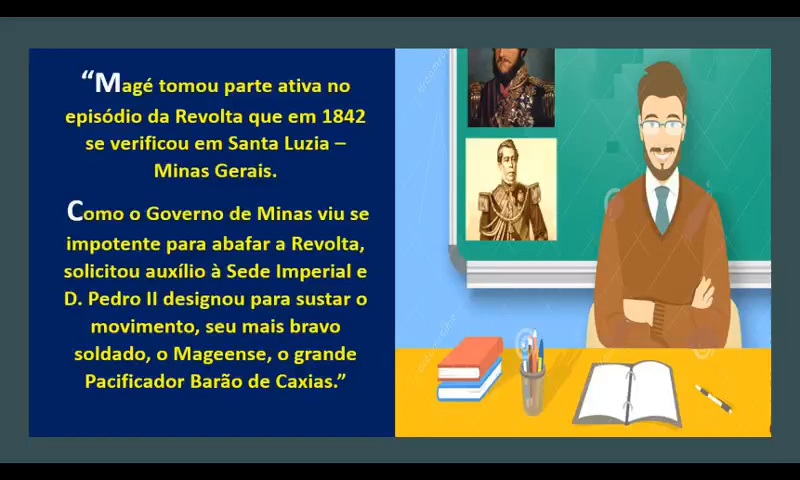 “Magé tomou parte ativa no
episódio da Revolta que em 1842
se verificou em Santa Luzia –
Minas Gerais.
Como o Governo de Minas viu se
impotente para abafar a Revolta,
solicitou auxílio à Sede Imperial e
D. Pedro II designou para sustar o
movimento, seu mais bravo
soldado, o Mageense, o grande
Pacificador Barão de Caxias.”